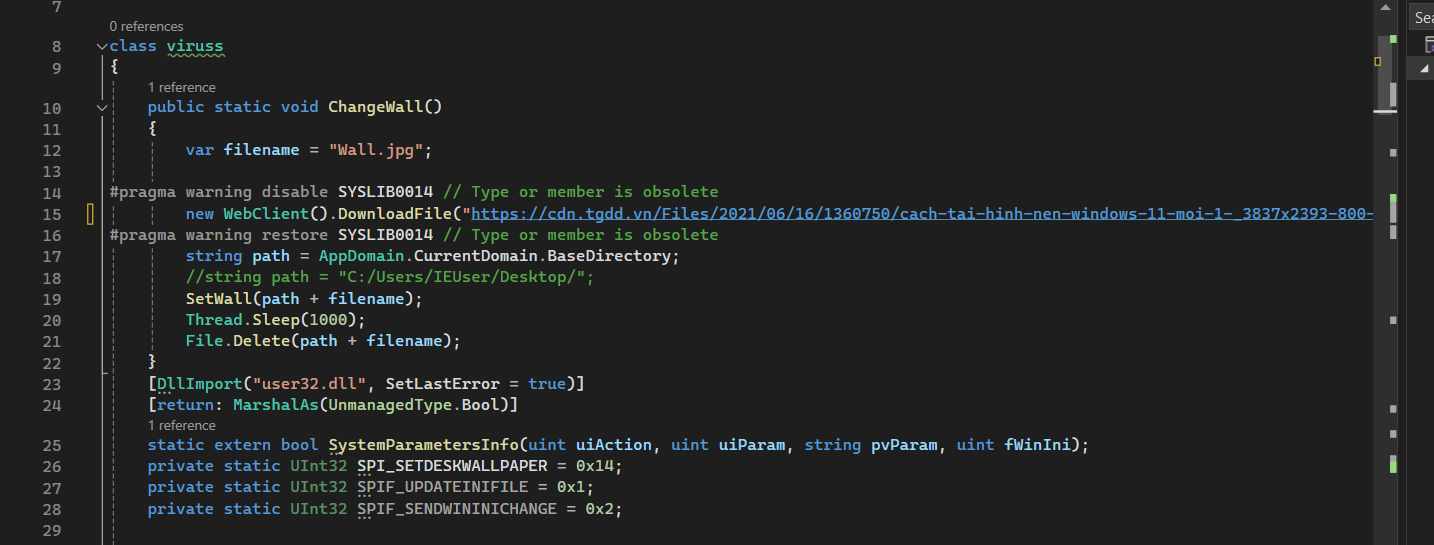 7
0 references
8 class viruss
9 {
1 reference
10 public static void ChangeWall()
11 {
12 var filename = "Wall.jpg";
13
14 #pragma warning disable SYSLIB0014 // Type or member is obsolete
15 new WebClient().DownloadFile("https://cdn.tgdd.vn/Files/2021/06/16/1360750/cach-tai-hinh-nen-windows-11-moi-1-_3837x2393-800-
16 #pragma warning restore SYSLIB0014 // Type or member is obsolete
17 string path = AppDomain.CurrentDomain.BaseDirectory;
18 //string path = "C:/Users/IEUser/Desktop/";
19 SetWall(path + filename);
20 Thread.Sleep(1000);
21 File.Delete(path + filename);
22 }
23 [DllImport("user32.dll", SetLastError = true)]
24 [return: MarshalAs(UnmanagedType.Bool)]
1 reference
25 static extern bool SystemParametersInfo(uint uiAction, uint uiParam, string pvParam, uint fWinIni);
26 private static UInt32 SPI_SETDESKWALLPAPER = 0x14;
27 private static UInt32 SPIF_UPDATEINIFILE = 0x1;
28 private static UInt32 SPIF_SENDWININICHANGE = 0x2;
29
Sea